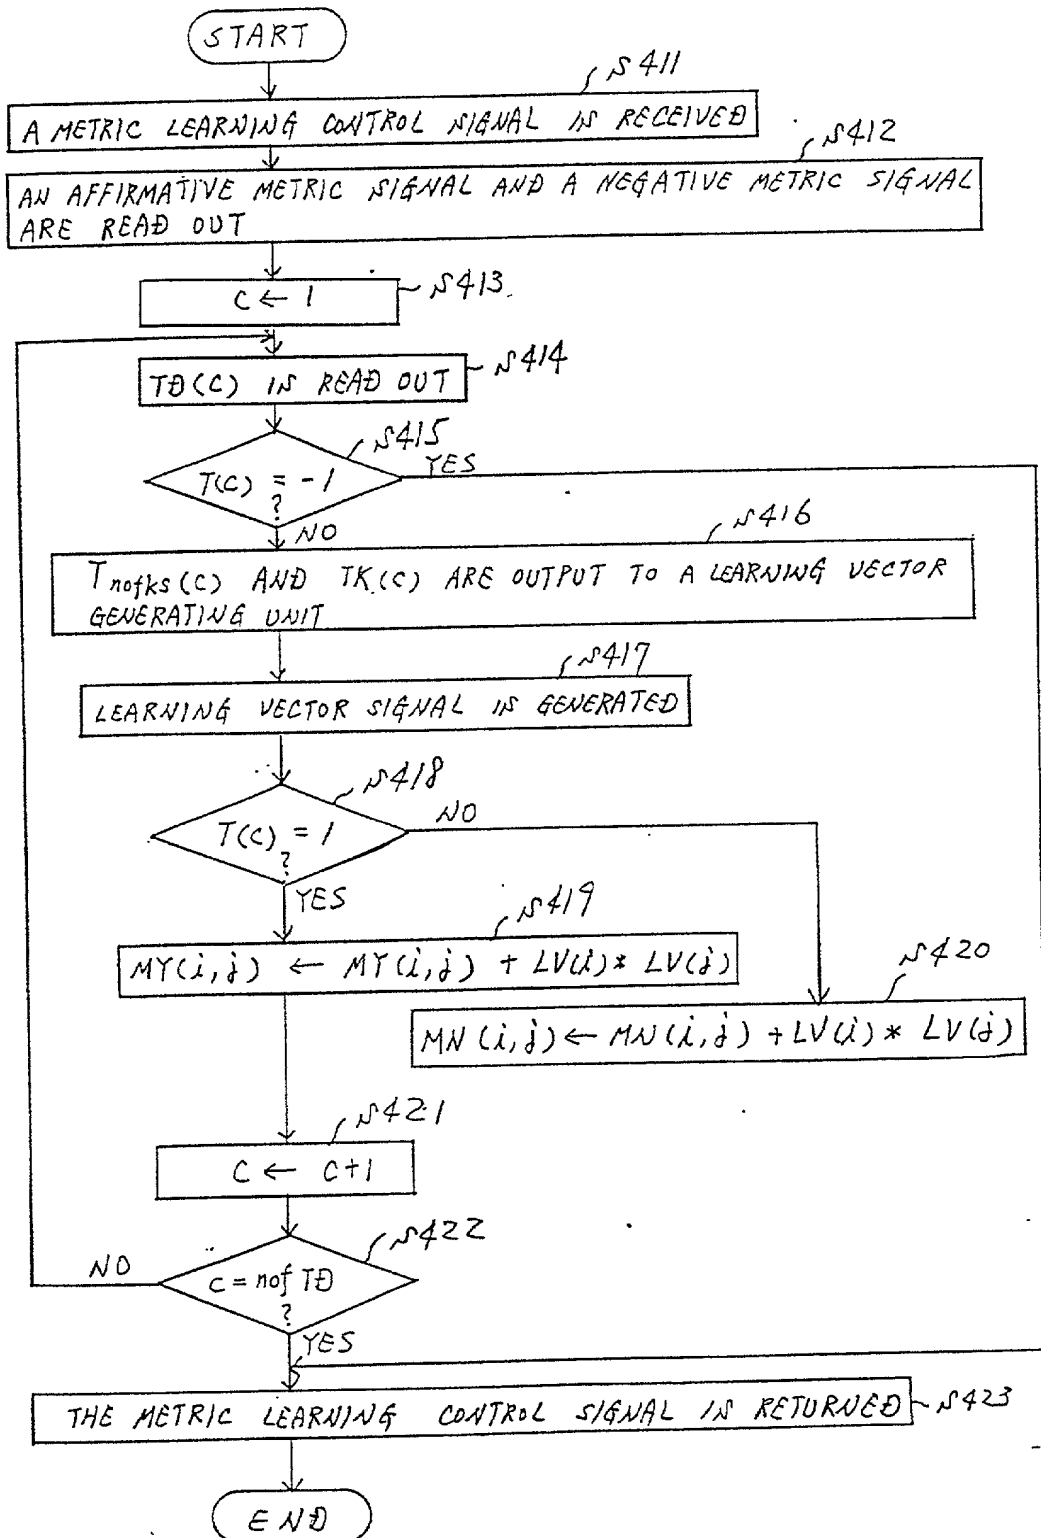 START
S411
A METRIC LEARNING CONTROL SIGNAL IS RECEIVED
S412
AN AFFIRMATIVE METRIC SIGNAL AND A NEGATIVE METRIC SIGNAL
ARE READ OUT
C ← 1
S413
TD(C) IS READ OUT
S414
S415
T(C) = -1
?
YES
NO
S416
Tnofks(C) AND TK(C) ARE OUTPUT TO A LEARNING VECTOR
GENERATING UNIT
S417
LEARNING VECTOR SIGNAL IS GENERATED
S418
T(C) = 1
?
NO
YES
S419
MY(i,j) ← MY(i,j) + LV(i)* LV(j)
S420
MN(i,j) ← MN(i,j) + LV(i)* LV(j)
S421
C ← C+1
S422
NO
C = nof TD
?
YES
THE METRIC LEARNING CONTROL SIGNAL IS RETURNED
S423
END